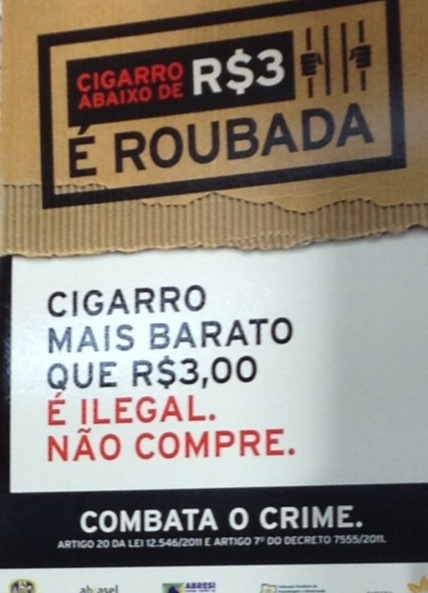 CIGARRO
ABAIXO DE R$3
É ROUBADA
CIGARRO
MAIS BARATO
QUE R$3,00
É ILEGAL.
NÃO COMPRE.
COMBATA O CRIME.
ARTIGO 20 DA LEI 12.546/2011 E ARTIGO 7º DO DECRETO 7555/2011.
abrasel ABRESI